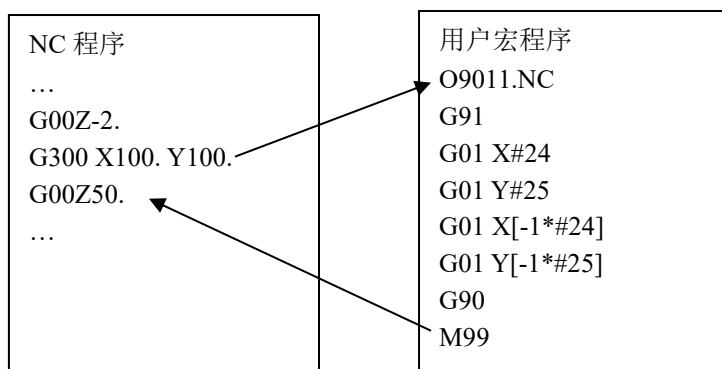 NC 程序
…
G00Z-2.
G300 X100. Y100.
G00Z50.
…
用户宏程序
O9011.NC
G91
G01 X#24
G01 Y#25
G01 X[-1*#24]
G01 Y[-1*#25]
G90
M99